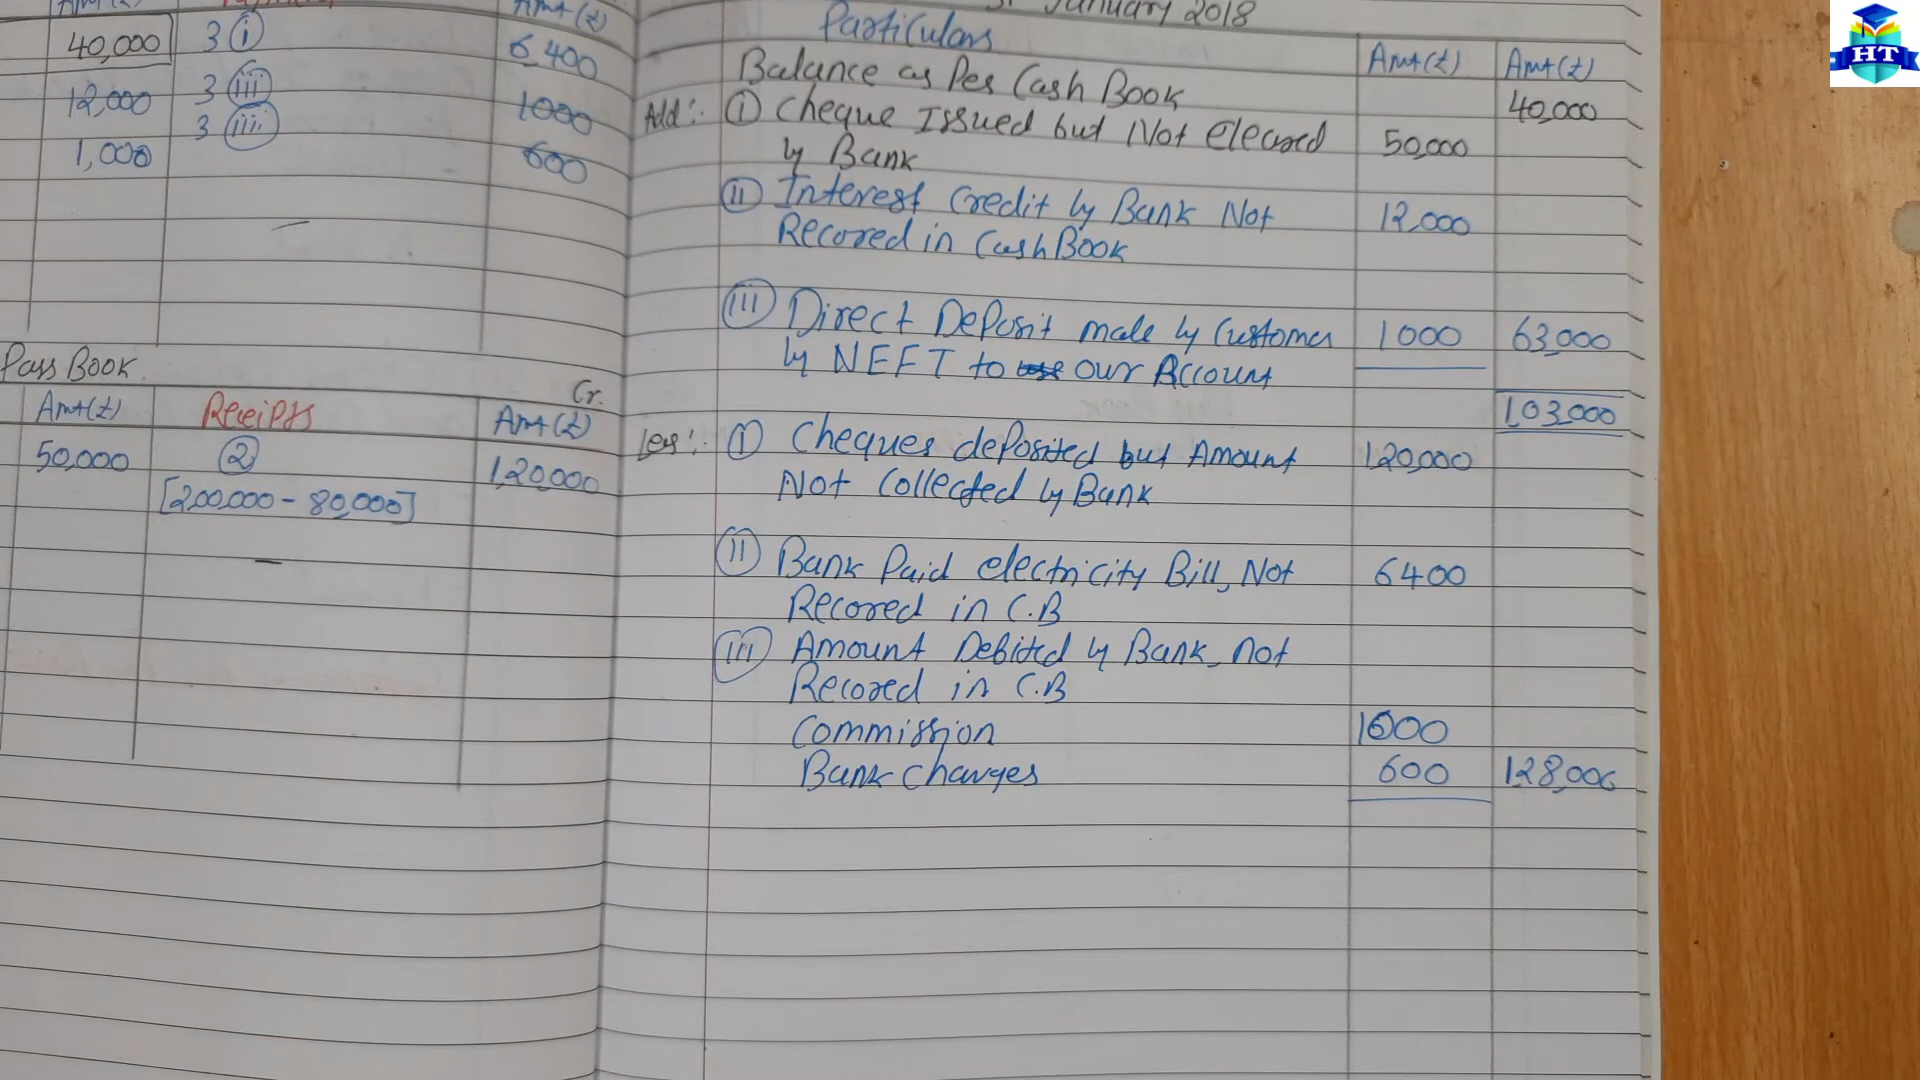 January 2018
Amt(₹)
40,000 3 (i) 6,400
12,000 3 (iii) 1000
1,000 3 (iii) 600
Pass Book
Cr.
Amt(₹) Receipts Amt(₹)
50,000 (2) 1,20,000
[2,00,000 - 80,000]
Particulars Amt(₹) Amt(₹)
Balance as Per Cash Book 40,000
Add:- (i) Cheque Issued but Not Cleared 50,000
by Bank
(ii) Interest Credit by Bank Not 12,000
Recored in Cash Book
(iii) Direct Deposit made by Customer 1000 63,000
by NEFT to our Account
1,03,000
Less:- (i) Cheques deposited but Amount 1,20,000
Not Collected by Bank
(ii) Bank Paid electricity Bill, Not 6400
Recored in C.B
(iii) Amount Debited by Bank, not
Recored in C.B
Commission 1000
Bank Charges 600 1,28,000
HT